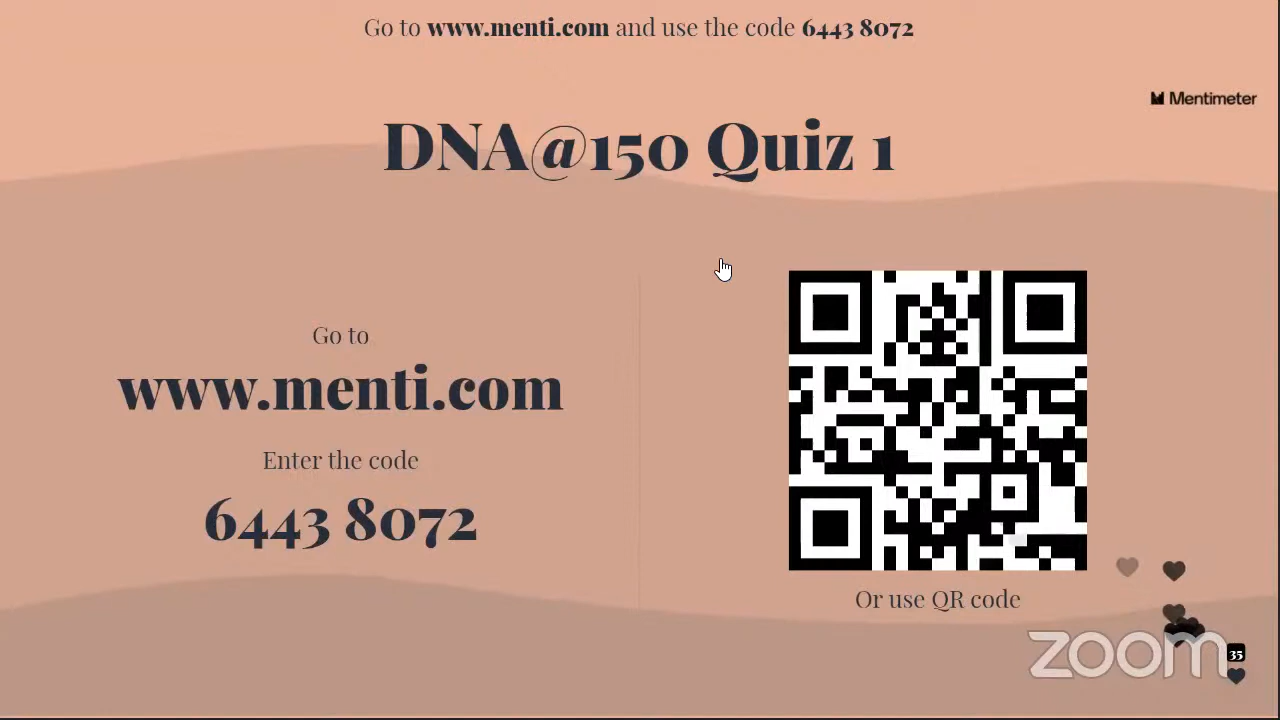 Go to www.menti.com and use the code 6443 8072
Mentimeter
DNA@150 Quiz 1
Go to
www.menti.com
Enter the code
6443 8072
Or use QR code
zoom
35